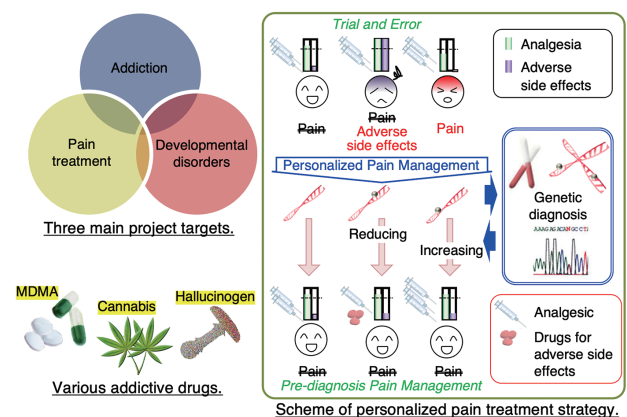 Addiction
Pain
treatment
Developmental
disorders
Three main project targets.
MDMA
Cannabis
Hallucinogen
Various addictive drugs.
Trial and Error
Pain
Pain
Adverse
side effects
Pain
Analgesia
Adverse
side effects
Personalized Pain Management
Reducing
Increasing
Genetic
diagnosis
AAAGAGACANGCCTI
Pain
Pain
Pain
Pre-diagnosis Pain Management
Analgesic
Drugs for
adverse side
effects
Scheme of personalized pain treatment strategy.